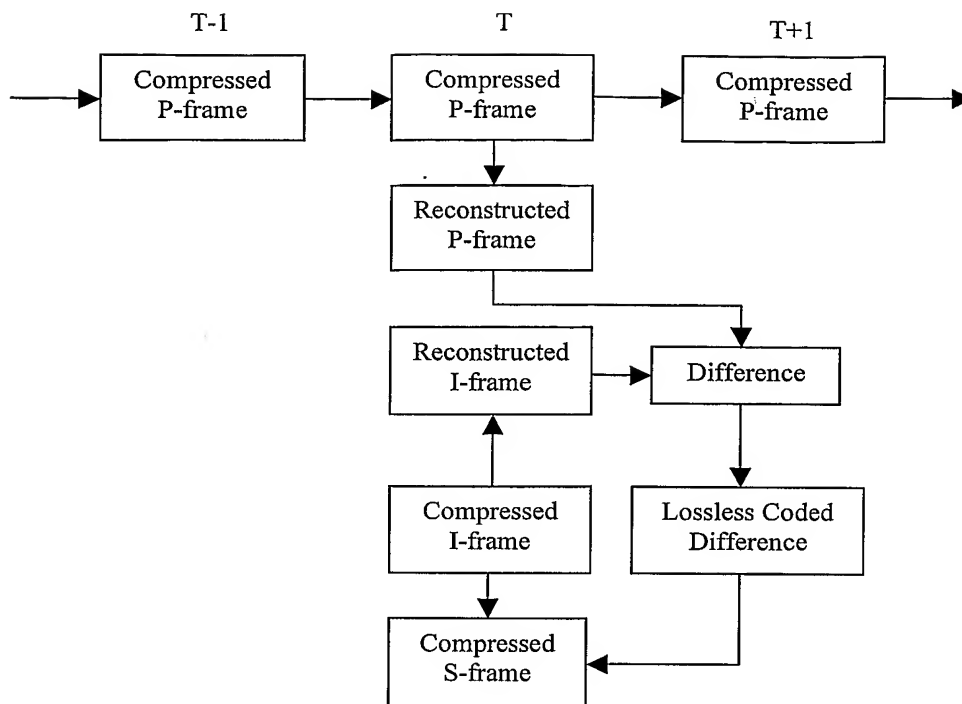 T-1
T
T+1
Compressed
P-frame
Compressed
P-frame
Compressed
P-frame
Reconstructed
P-frame
Reconstructed
I-frame
Difference
Compressed
I-frame
Lossless Coded
Difference
Compressed
S-frame